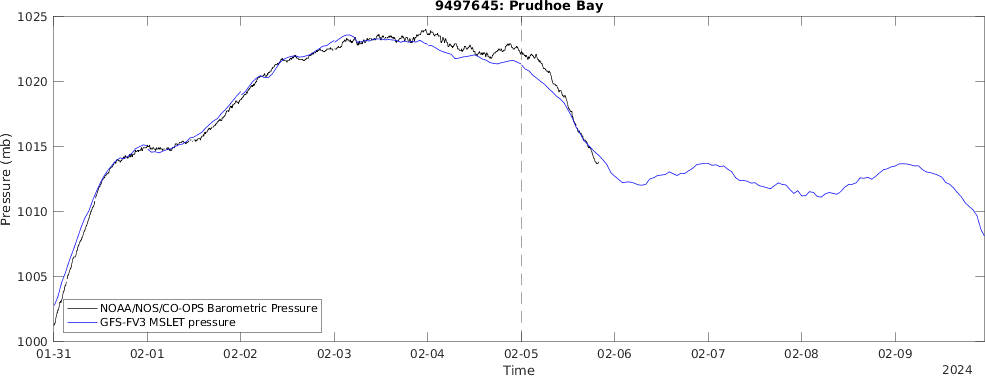 9497645: Prudhoe Bay
Pressure (mb)
1025
1020
1015
1010
1005
1000
NOAA/NOS/CO-OPS Barometric Pressure
GFS-FV3 MSLET pressure
01-31 02-01 02-02 02-03 02-04 02-05 02-06 02-07 02-08 02-09
Time
2024